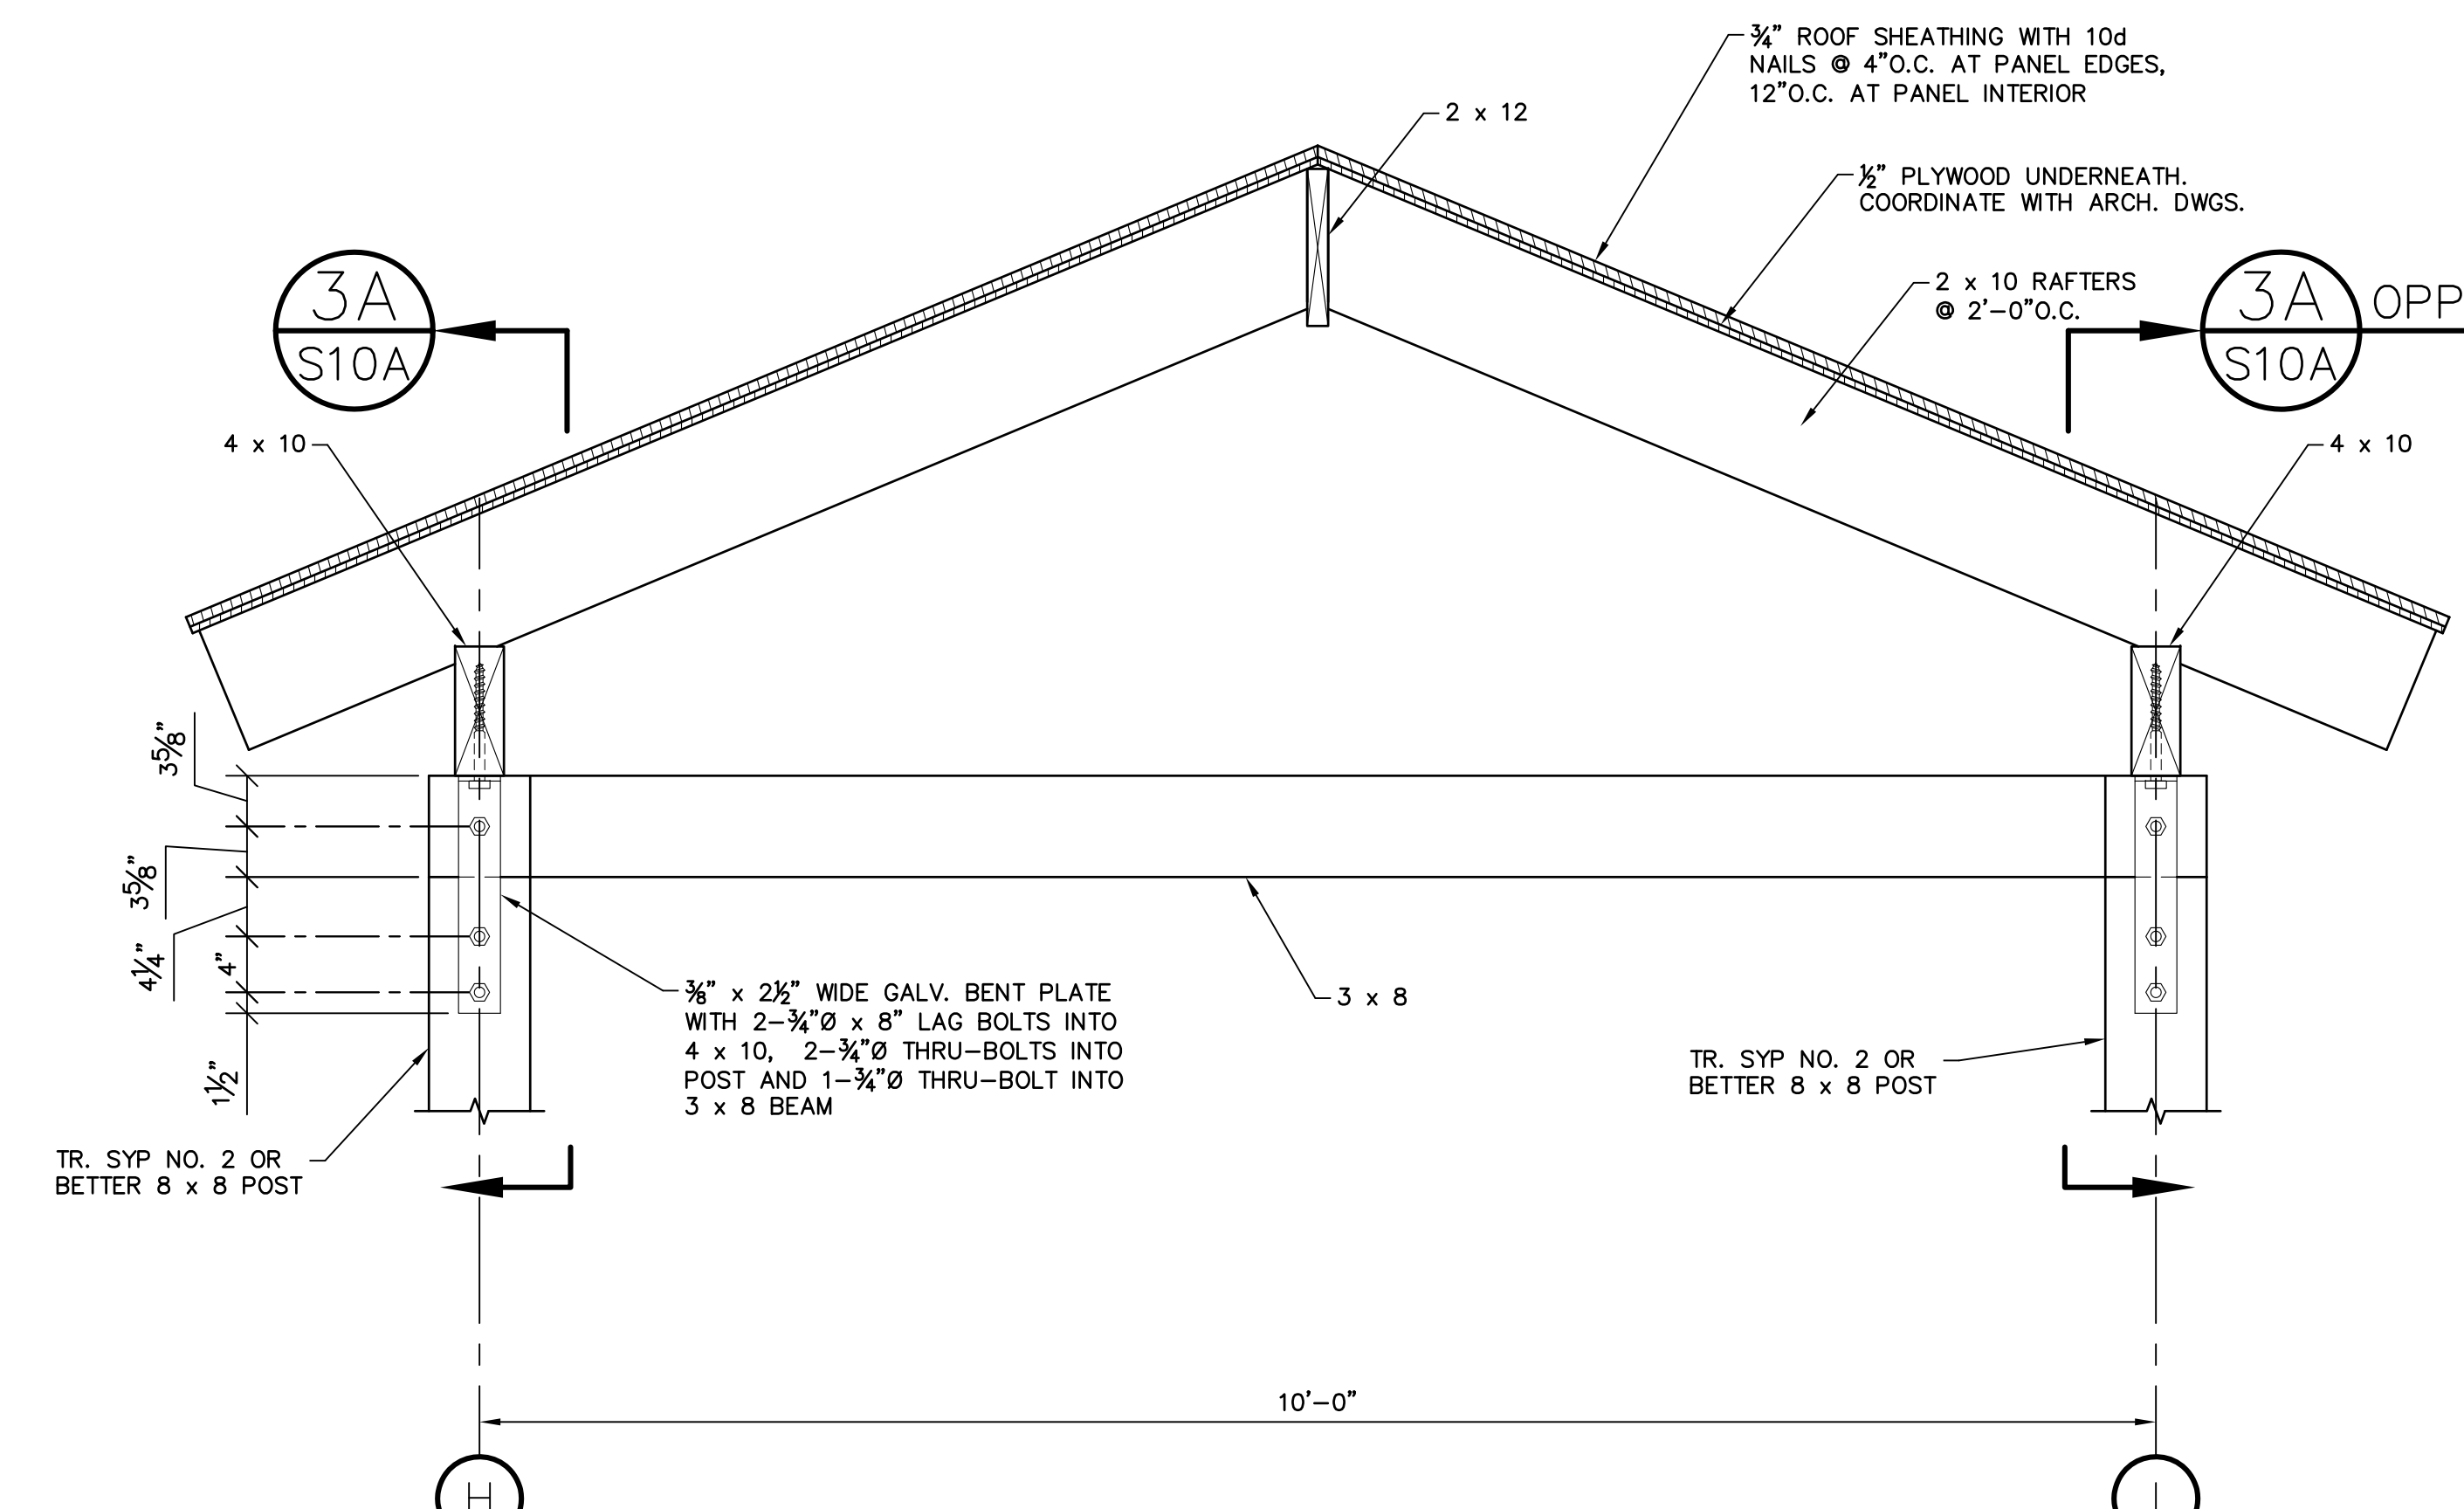 ¾" ROOF SHEATHING WITH 10d
NAILS @ 4"O.C. AT PANEL EDGES,
12"O.C. AT PANEL INTERIOR
2 x 12
½" PLYWOOD UNDERNEATH.
COORDINATE WITH ARCH. DWGS.
2 x 10 RAFTERS
@ 2'-0"O.C.
3A
S10A
3A
S10A
OPP
4 x 10
4 x 10
3⅝"
3⅝"
4¼"
4"
1½"
⅜" x 2½" WIDE GALV. BENT PLATE
WITH 2-¾"Ø x 8" LAG BOLTS INTO
4 x 10, 2-¾"Ø THRU-BOLTS INTO
POST AND 1-¾"Ø THRU-BOLT INTO
3 x 8 BEAM
3 x 8
TR. SYP NO. 2 OR
BETTER 8 x 8 POST
TR. SYP NO. 2 OR
BETTER 8 x 8 POST
10'-0"
H